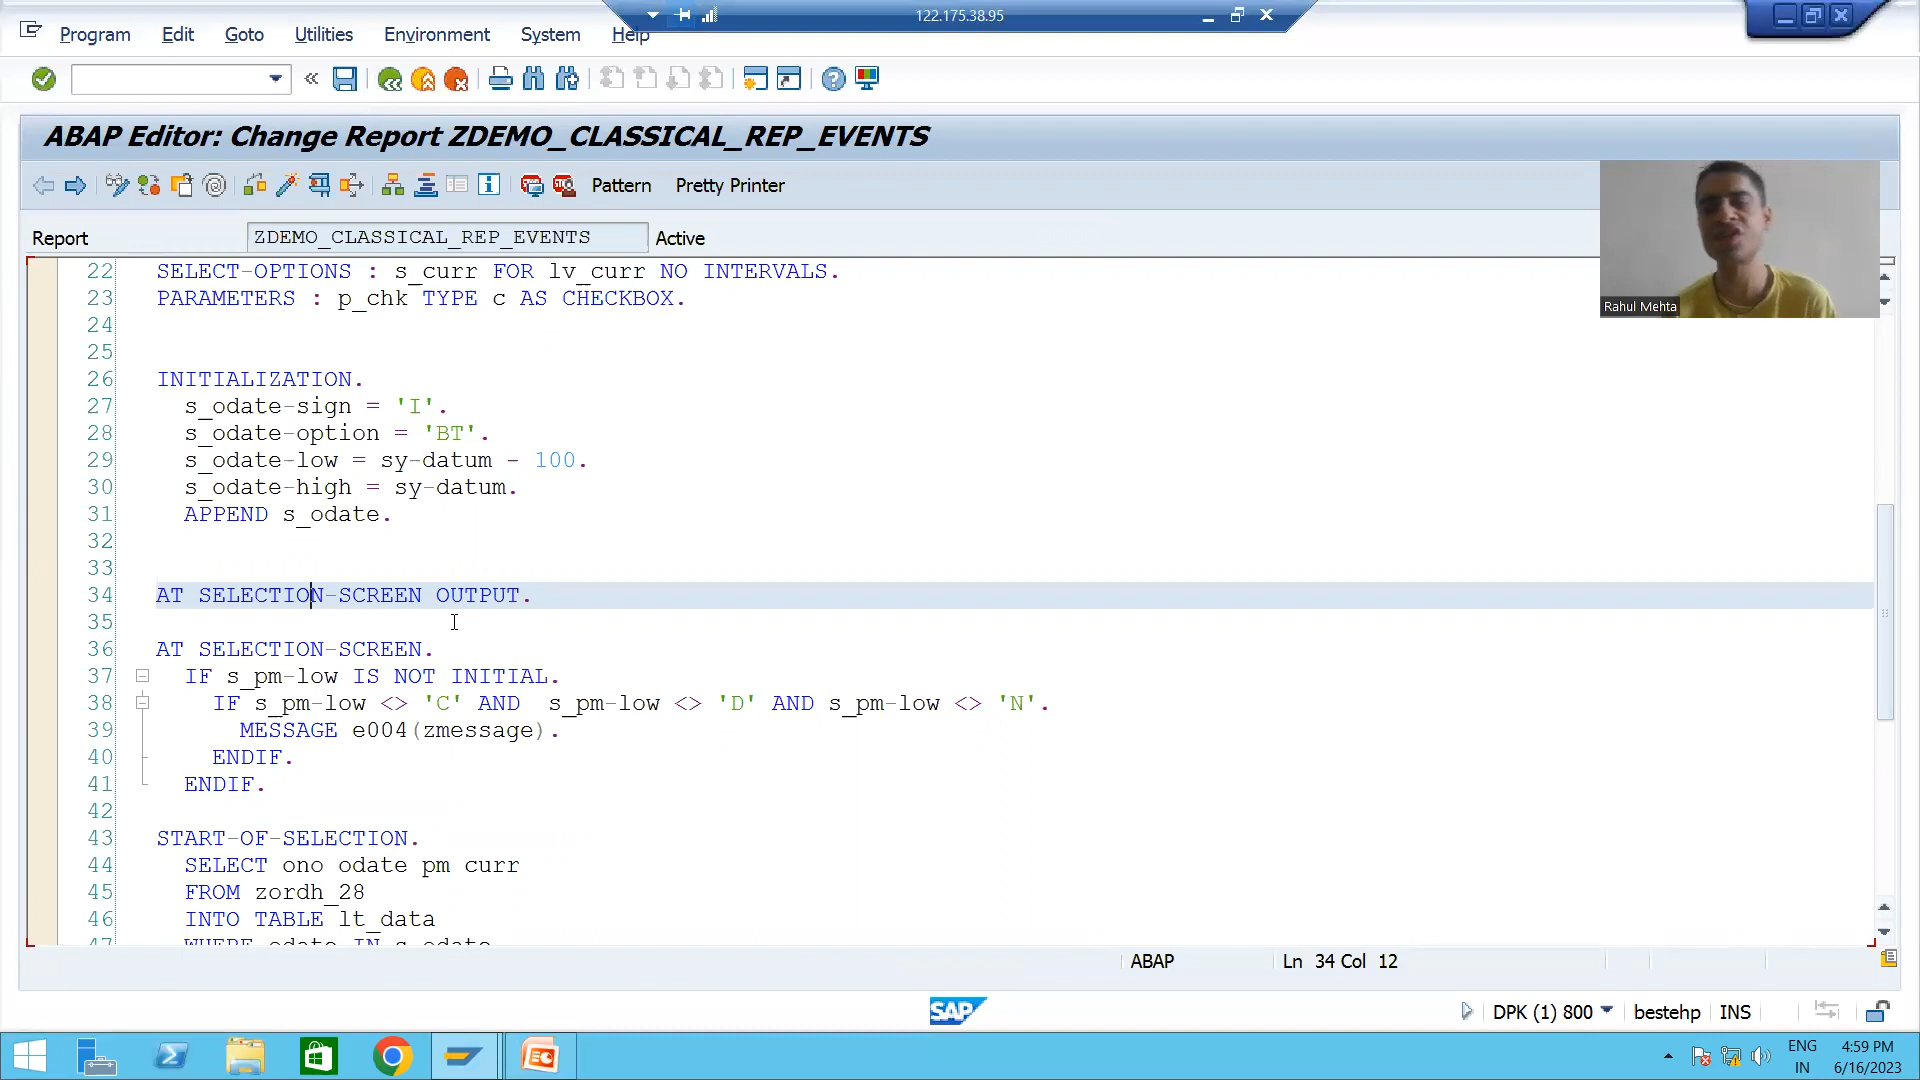 122.175.38.95
Program Edit Goto Utilities Environment System Help
ABAP Editor: Change Report ZDEMO_CLASSICAL_REP_EVENTS
Pattern Pretty Printer
Report ZDEMO_CLASSICAL_REP_EVENTS Active
Rahul Mehta
22 SELECT-OPTIONS : s_curr FOR lv_curr NO INTERVALS.
23 PARAMETERS : p_chk TYPE c AS CHECKBOX.
24
25
26 INITIALIZATION.
27 s_odate-sign = 'I'.
28 s_odate-option = 'BT'.
29 s_odate-low = sy-datum - 100.
30 s_odate-high = sy-datum.
31 APPEND s_odate.
32
33
34 AT SELECTION-SCREEN OUTPUT.
35
36 AT SELECTION-SCREEN.
37 IF s_pm-low IS NOT INITIAL.
38 IF s_pm-low <> 'C' AND s_pm-low <> 'D' AND s_pm-low <> 'N'.
39 MESSAGE e004(zmessage).
40 ENDIF.
41 ENDIF.
42
43 START-OF-SELECTION.
44 SELECT ono odate pm curr
45 FROM zordh_28
46 INTO TABLE lt_data
47 WHERE odate IN s_odate
ABAP Ln 34 Col 12
SAP DPK (1) 800 bestehp INS
ENG 4:59 PM
IN 6/16/2023